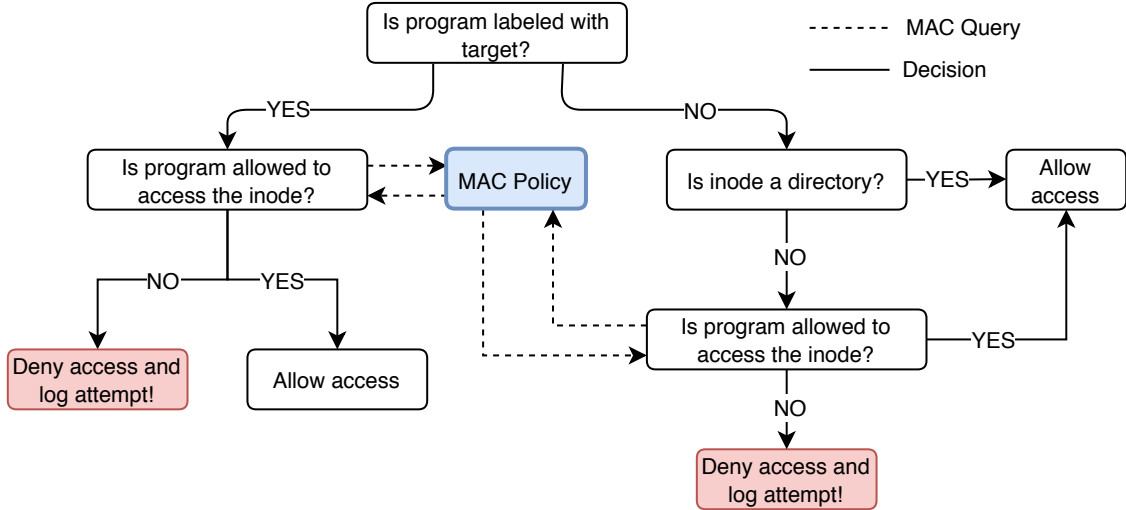 Is program labeled with
target?
MAC Query
Decision
YES
NO
Is program allowed to
access the inode?
MAC Policy
Is inode a directory?
YES
Allow
access
NO
NO
YES
Is program allowed to
access the inode?
YES
Deny access and
log attempt!
Allow access
NO
Deny access and
log attempt!